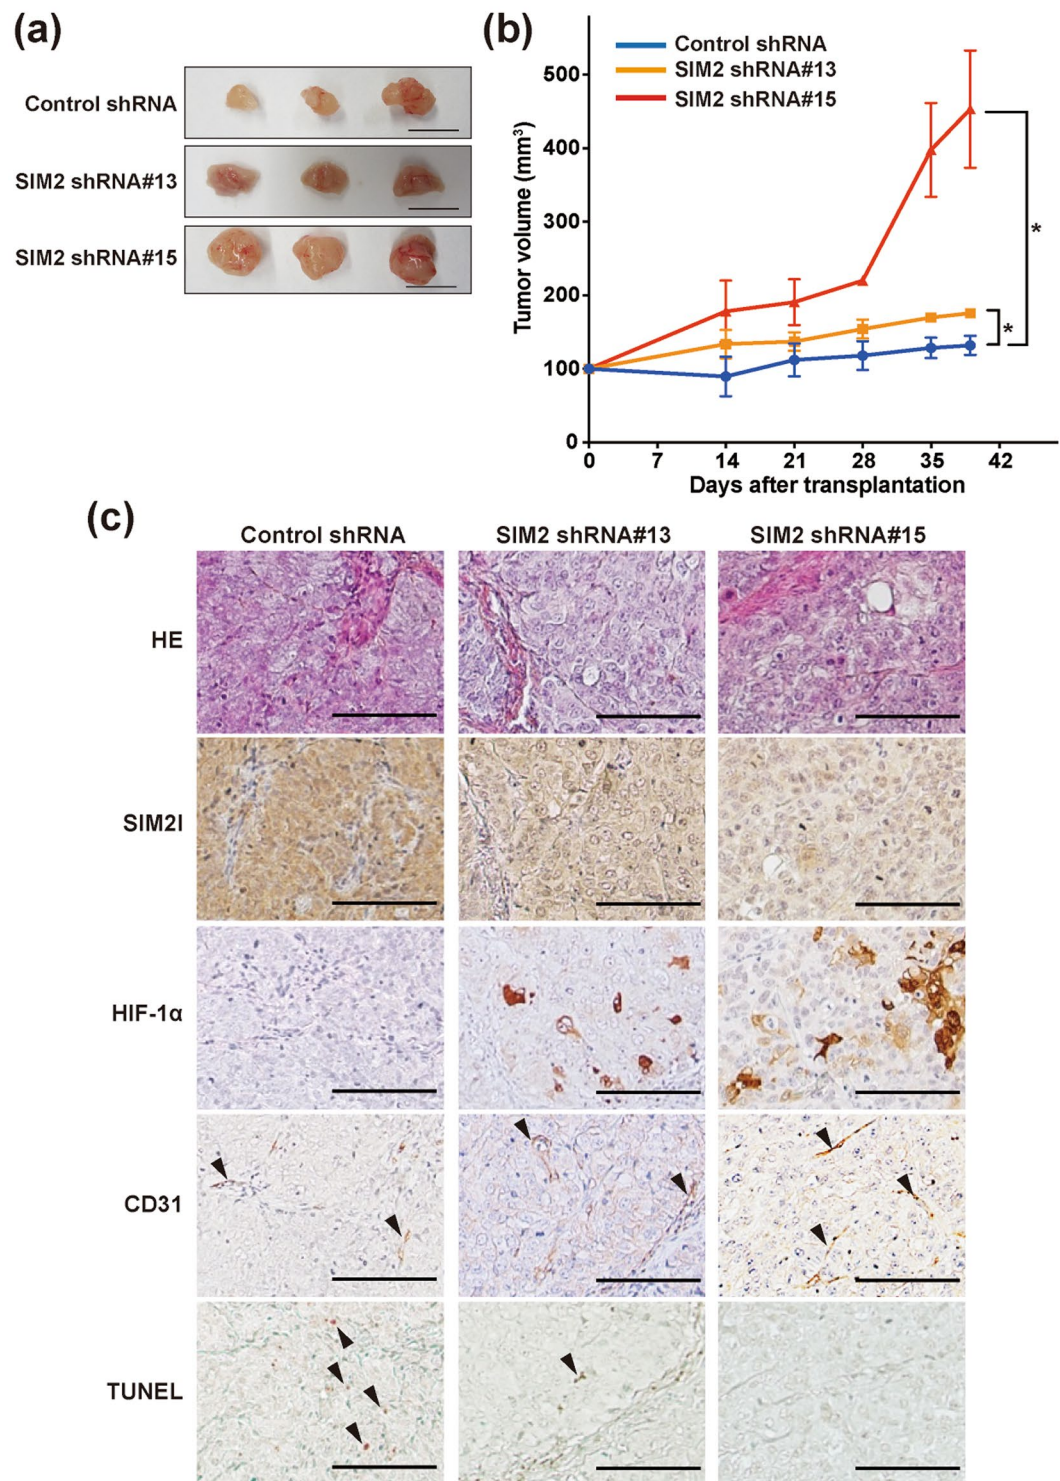 (a)
Control shRNA
SIM2 shRNA#13
SIM2 shRNA#15
(b)
Control shRNA
SIM2 shRNA#13
SIM2 shRNA#15
Tumor volume (mm³)
500
400
300
200
100
0
*
*
0 7 14 21 28 35 42
Days after transplantation
(c)
Control shRNA SIM2 shRNA#13 SIM2 shRNA#15
HE
SIM2l
HIF-1α
CD31
TUNEL